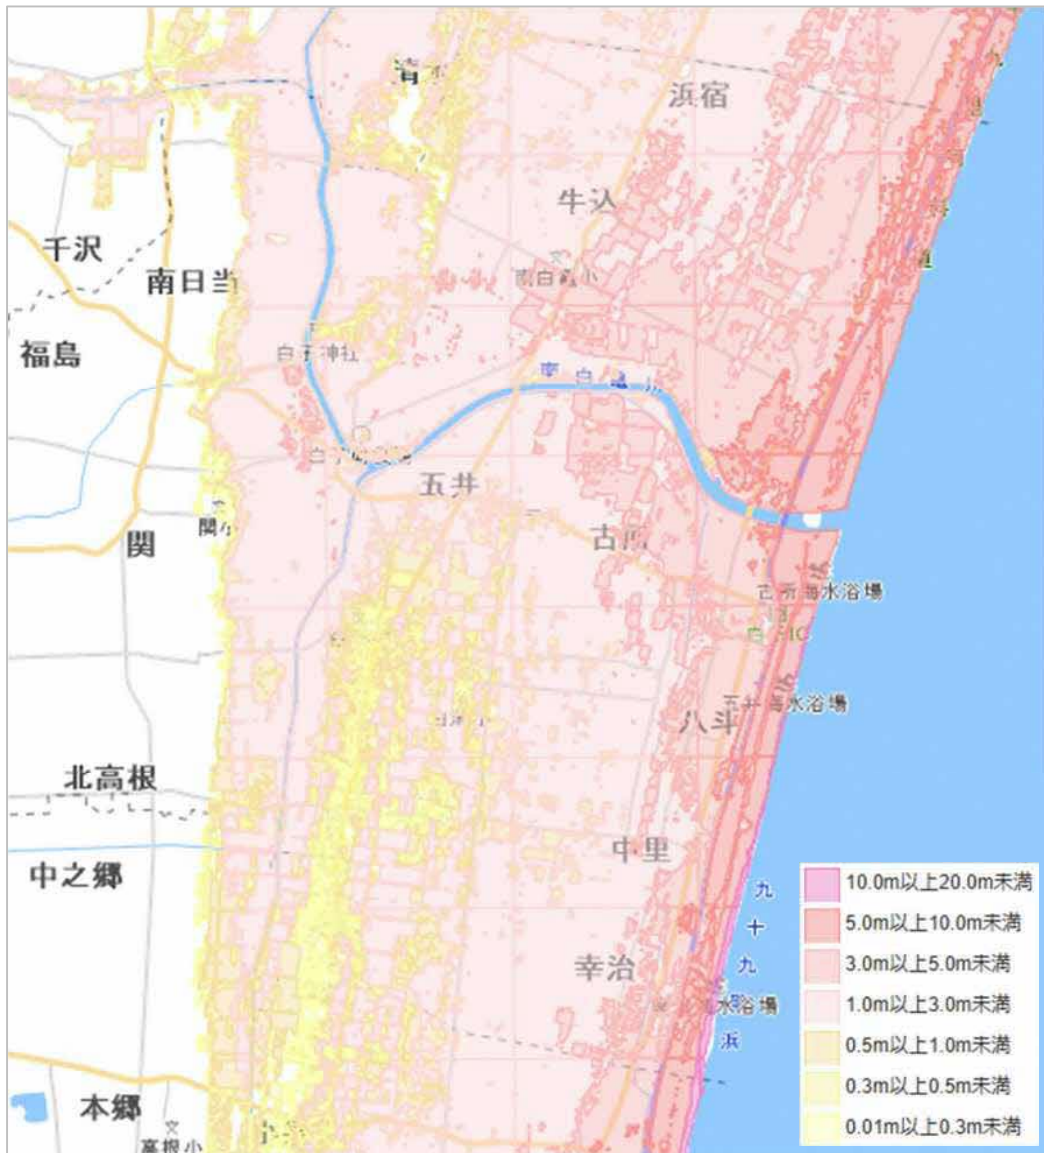 浜宿
牛込
千沢
南日当
福島
白子神社
南白亀川
五井
関
関小
古所
古所海水浴場
五井海水浴場
八斗
北高根
中里
中之郷
九十九里浜
幸治
水浴場
本郷
高根小
10.0m以上20.0m未満
5.0m以上10.0m未満
3.0m以上5.0m未満
1.0m以上3.0m未満
0.5m以上1.0m未満
0.3m以上0.5m未満
0.01m以上0.3m未満